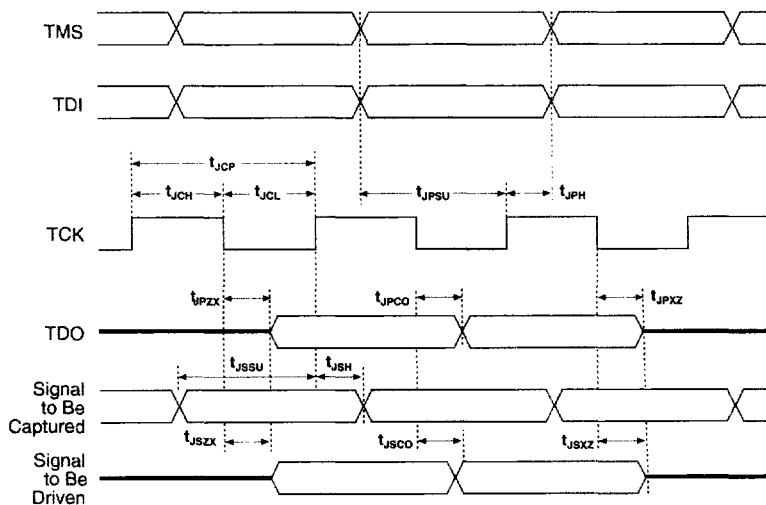 TMS
TDI
tJCP
tJCH
tJCL
tJPSU
tJPH
TCK
tJPZX
tJPCO
tJPXZ
TDO
tJSSU
tJSH
Signal
to Be
Captured
tJSZX
tJSCO
tJSXZ
Signal
to Be
Driven